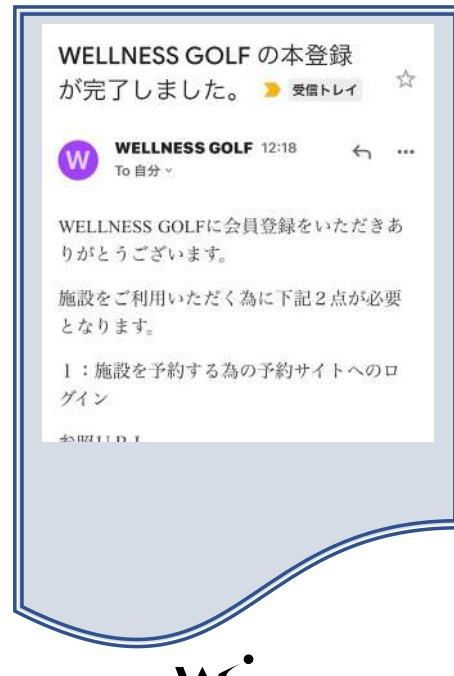 WELLNESS GOLF の本登録
が完了しました。 受信トレイ
W WELLNESS GOLF 12:18
To 自分
WELLNESS GOLFに会員登録をいただきあ
りがとうございます。
施設をご利用いただく為に下記２点が必要
となります。
１：施設を予約する為の予約サイトへのロ
グイン